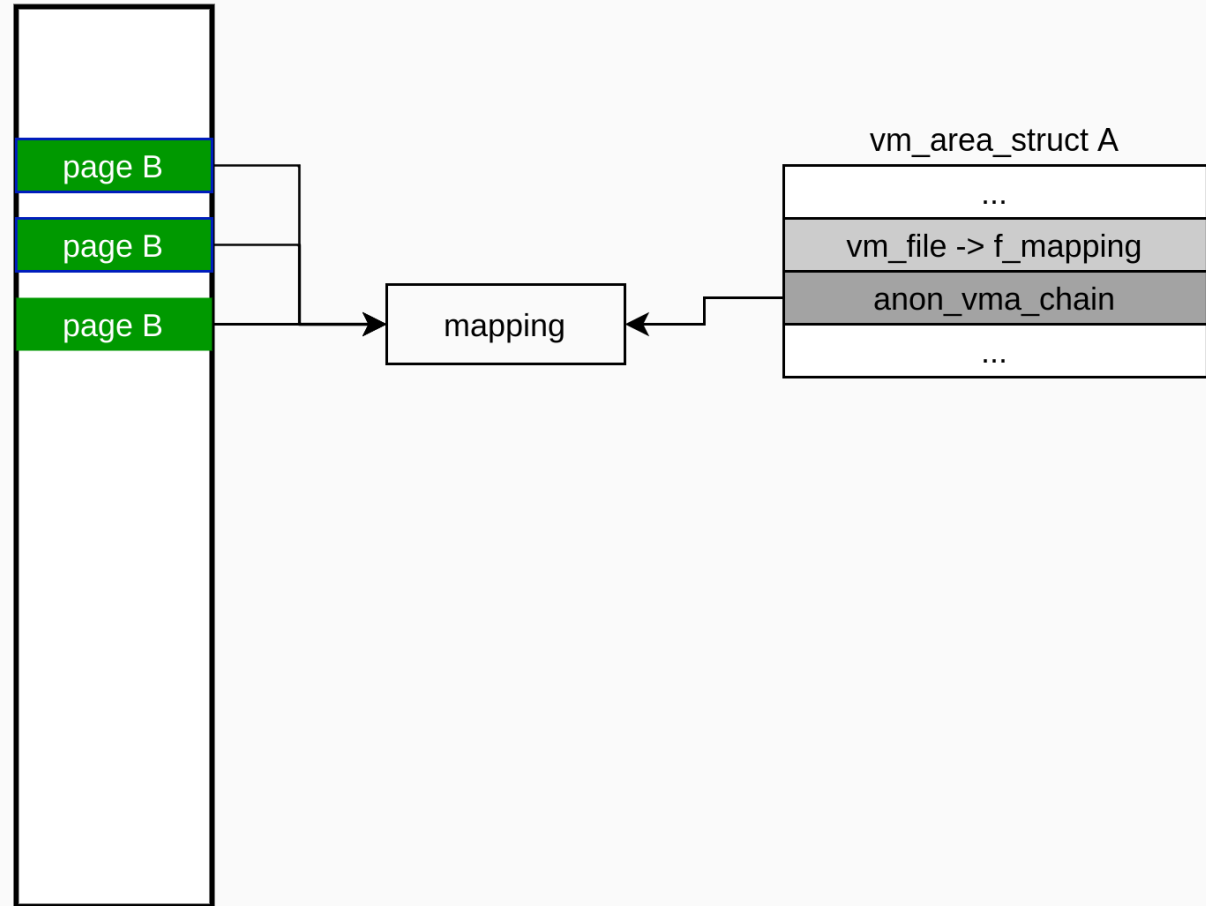 page B
page B
page B
mapping
vm_area_struct A
...
vm_file -> f_mapping
anon_vma_chain
...